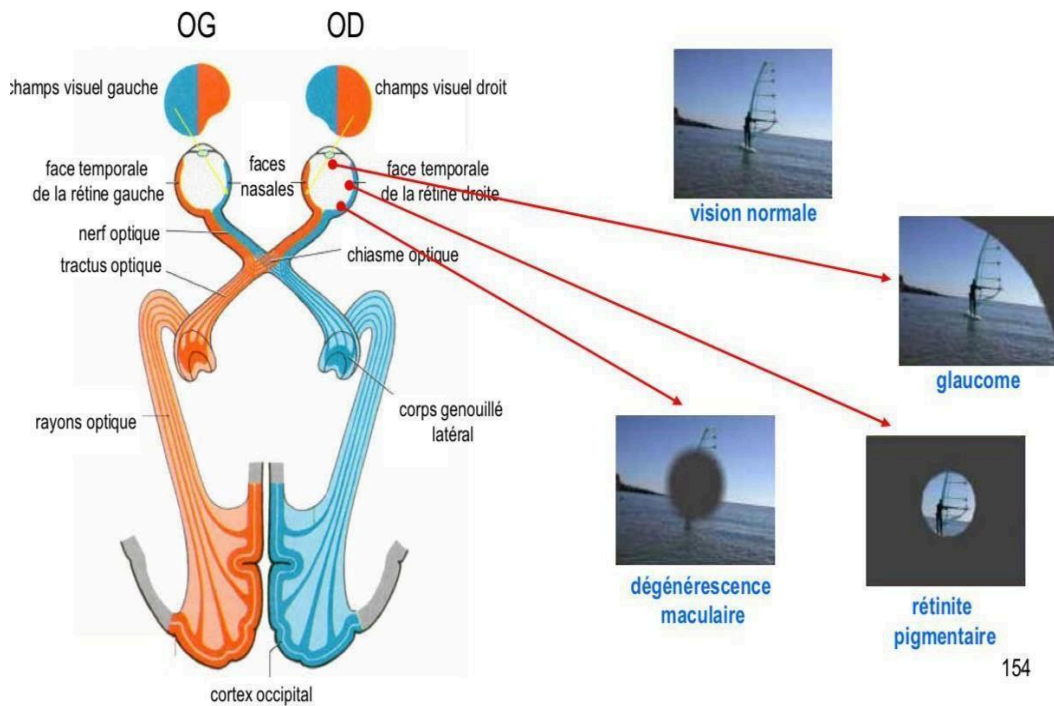 OG
OD
champs visuel gauche
champs visuel droit
face temporale
de la rétine gauche
faces
nasales
face temporale
de la rétine droite
nerf optique
chiasme optique
tractus optique
rayons optique
corps genouillé
latéral
cortex occipital
vision normale
glaucome
dégénérescence
maculaire
rétinite
pigmentaire
154